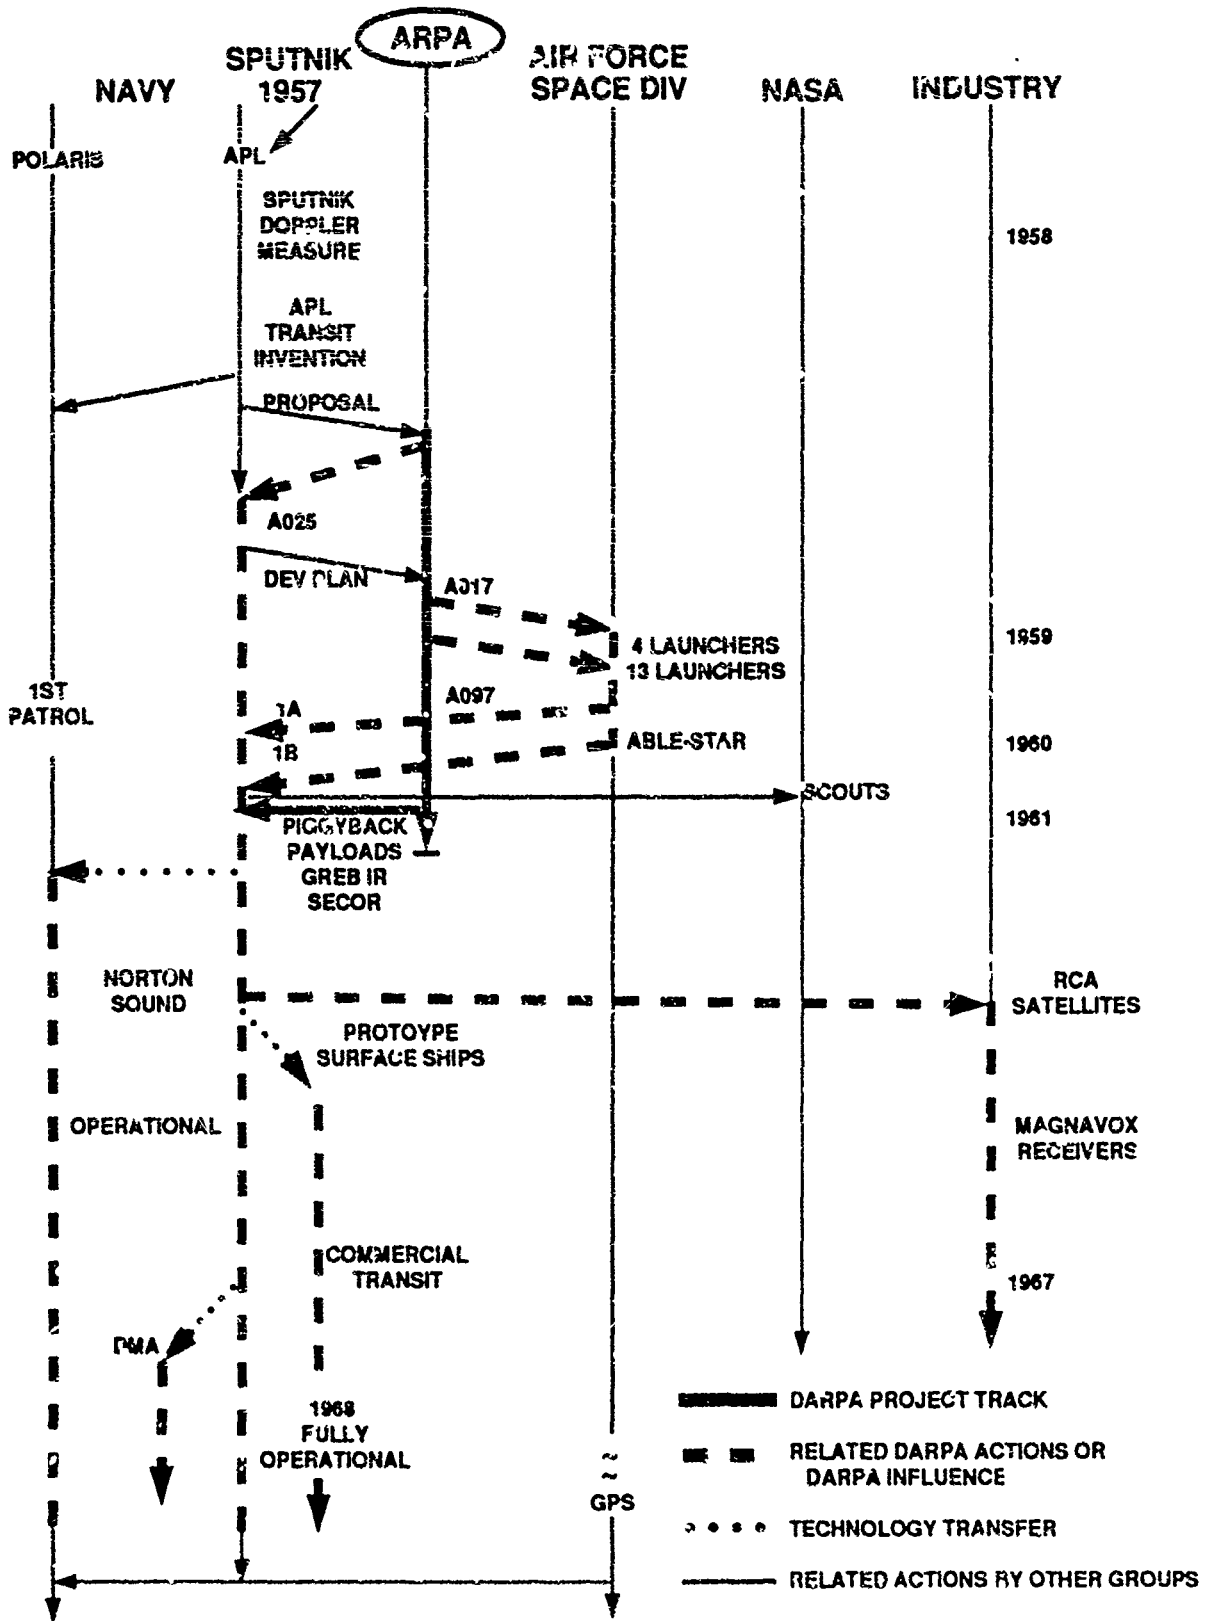 ARPA
SPUTNIK
1957
AIR FORCE
SPACE DIV
NAVY
NASA
INDUSTRY
POLARIS
APL
SPUTNIK
DOPPLER
MEASURE
1958
APL
TRANSIT
INVENTION
PROPOSAL
A025
DEV PLAN
A017
4 LAUNCHERS
13 LAUNCHERS
1959
1ST
PATROL
A097
1A
1B
ABLE-STAR
1960
SCOUTS
1961
PIGGYBACK
PAYLOADS
GREB IR
SECOR
NORTON
SOUND
RCA
SATELLITES
PROTOYPE
SURFACE SHIPS
OPERATIONAL
MAGNAVOX
RECEIVERS
COMMERCIAL
TRANSIT
1967
DMA
1968
FULLY
OPERATIONAL
GPS
DARPA PROJECT TRACK
RELATED DARPA ACTIONS OR
DARPA INFLUENCE
TECHNOLOGY TRANSFER
RELATED ACTIONS BY OTHER GROUPS